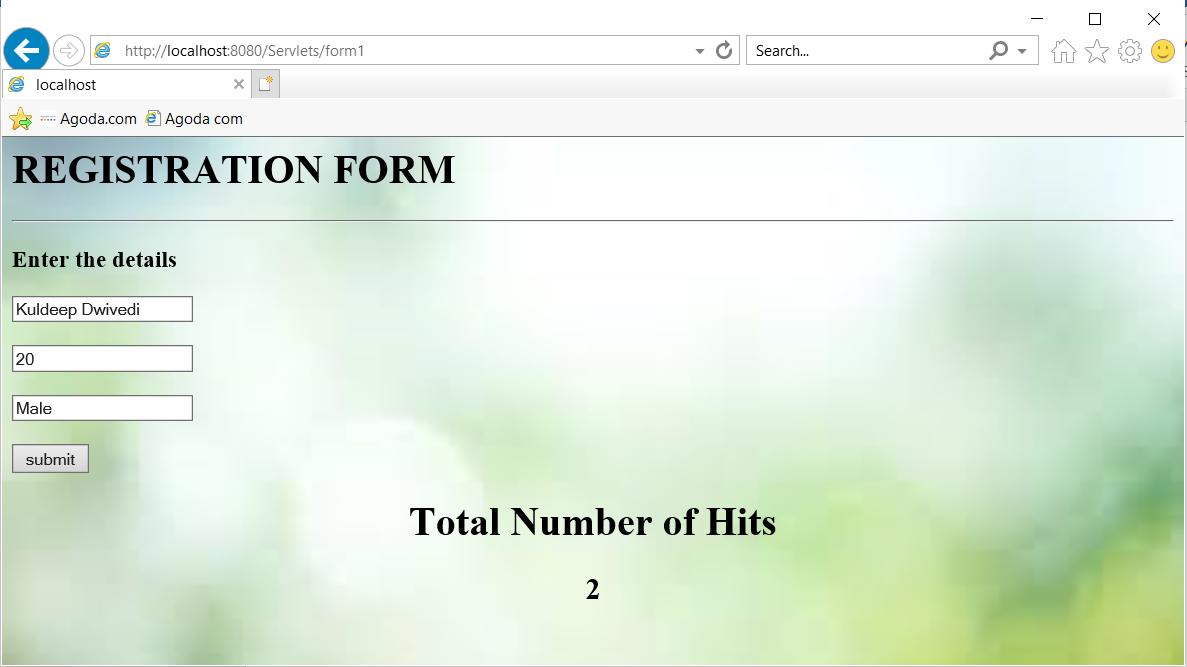 http://localhost:8080/Servlets/form1
Search...
localhost
Agoda.com
Agoda com
REGISTRATION FORM
Enter the details
Kuldeep Dwivedi
20
Male
submit
Total Number of Hits
2